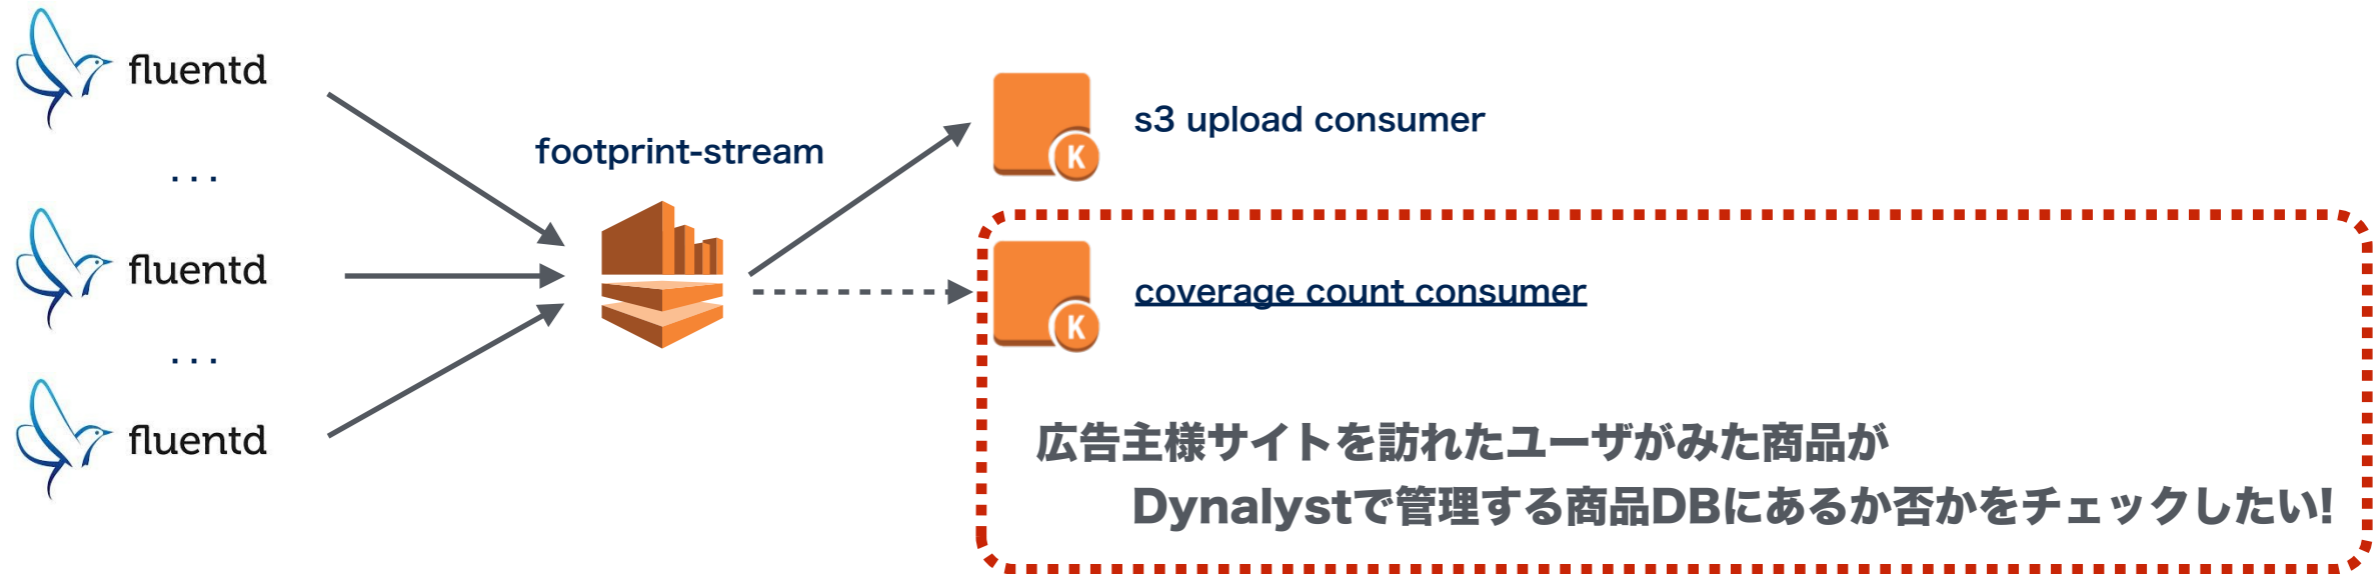 fluentd
...
fluentd
...
fluentd
footprint-stream
K
s3 upload consumer
K
coverage count consumer
広告主様サイトを訪れたユーザがみた商品が
Dynalystで管理する商品DBにあるか否かをチェックしたい!